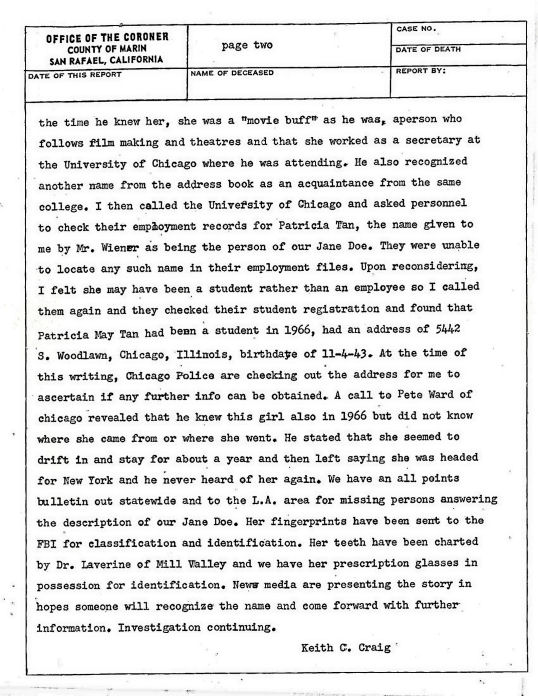 OFFICE OF THE CORONER
COUNTY OF MARIN
SAN RAFAEL, CALIFORNIA
page two
CASE NO.
DATE OF DEATH
DATE OF THIS REPORT
NAME OF DECEASED
REPORT BY:
the time he knew her, she was a "movie buff" as he was, aperson who
follows film making and theatres and that she worked as a secretary at
the University of Chicago where he was attending. He also recognized
another name from the address book as an acquaintance from the same
college. I then called the University of Chicago and asked personnel
to check their employment records for Patricia Tan, the name given to
me by Mr. Wiener as being the person of our Jane Doe. They were unable
to locate any such name in their employment files. Upon reconsidering,
I felt she may have been a student rather than an employee so I called
them again and they checked their student registration and found that
Patricia May Tan had been a student in 1966, had an address of 5442
S. Woodlawn, Chicago, Illinois, birthdate of 11-4-43. At the time of
this writing, Chicago Police are checking out the address for me to
ascertain if any further info can be obtained. A call to Pete Ward of
chicago revealed that he knew this girl also in 1966 but did not know
where she came from or where she went. He stated that she seemed to
drift in and stay for about a year and then left saying she was headed
for New York and he never heard of her again. We have an all points
bulletin out statewide and to the L.A. area for missing persons answering
the description of our Jane Doe. Her fingerprints have been sent to the
FBI for classification and identification. Her teeth have been charted
by Dr. Laverine of Mill Valley and we have her prescription glasses in
possession for identification. News media are presenting the story in
hopes someone will recognize the name and come forward with further
information. Investigation continuing.
Keith C. Craig